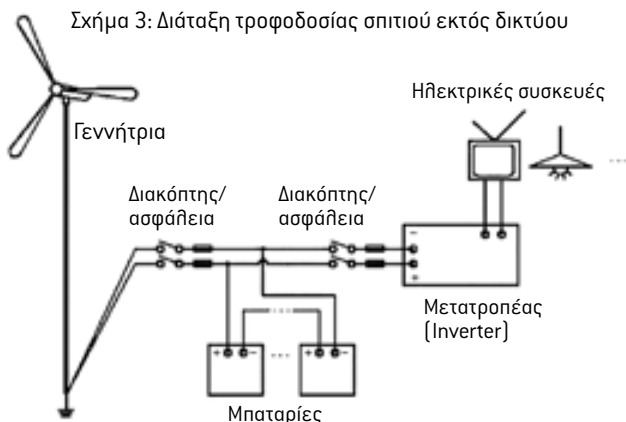 Σχήμα 3: Διάταξη τροφοδοσίας σπιτιού εκτός δικτύου
Ηλεκτρικές συσκευές
Γεννήτρια
Διακόπτης/
ασφάλεια
Διακόπτης/
ασφάλεια
-
+
Μετατροπέας
(Inverter)
+ - + -
Μπαταρίες